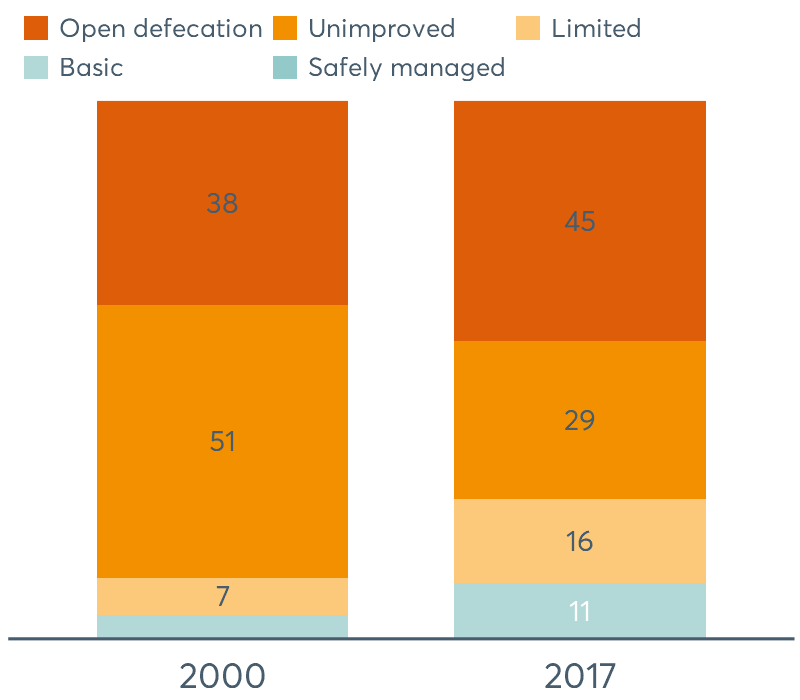 Open defecation Unimproved Limited
Basic Safely managed
38 45
51 29
7 16
11
2000 2017